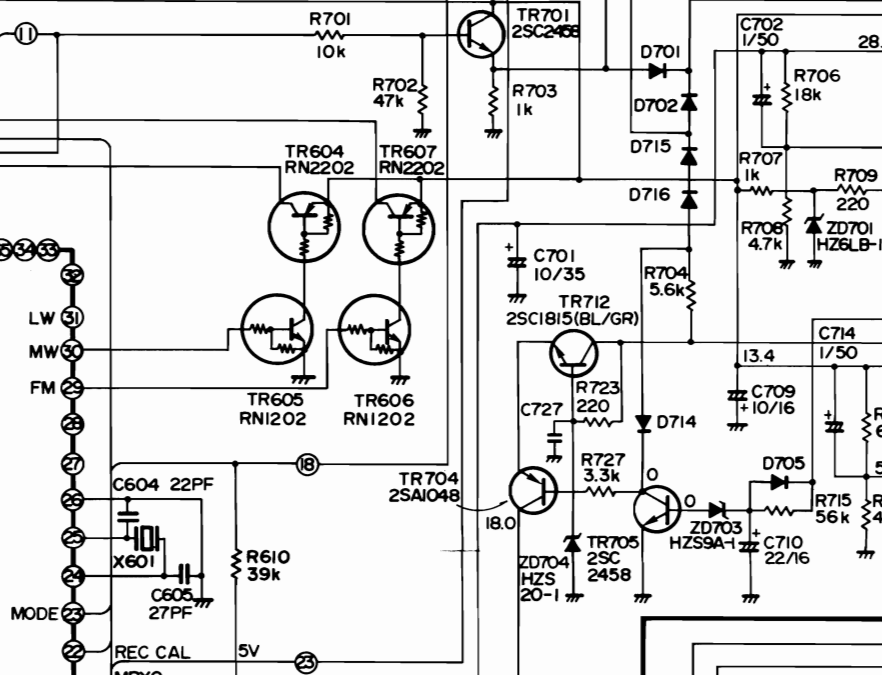 11
R701
10k
TR701
2SC2458
R702
47k
R703
1k
D701
D702
D715
D716
C702
1/50
28.
R706
18k
R707
1k
R709
220
R708
4.7k
ZD701
HZ6LB-1
TR604
RN2202
TR607
RN2202
C701
10/35
R704
5.6k
TR712
2SC1815(BL/GR)
34
33
32
LW 31
MW 30
FM 29
28
27
26
25
24
MODE 23
22
TR605
RN1202
TR606
RN1202
C727
R723
220
D714
13.4
C714
1/50
C709
10/16
18
TR704
2SA1048
18.0
R727
3.3k
0
0
D705
R715
56k
ZD703
HZS9A-1
C710
22/16
ZD704
HZS
20-1
TR705
2SC
2458
C604 22PF
X601
C605
27PF
R610
39k
REC CAL
5V
23